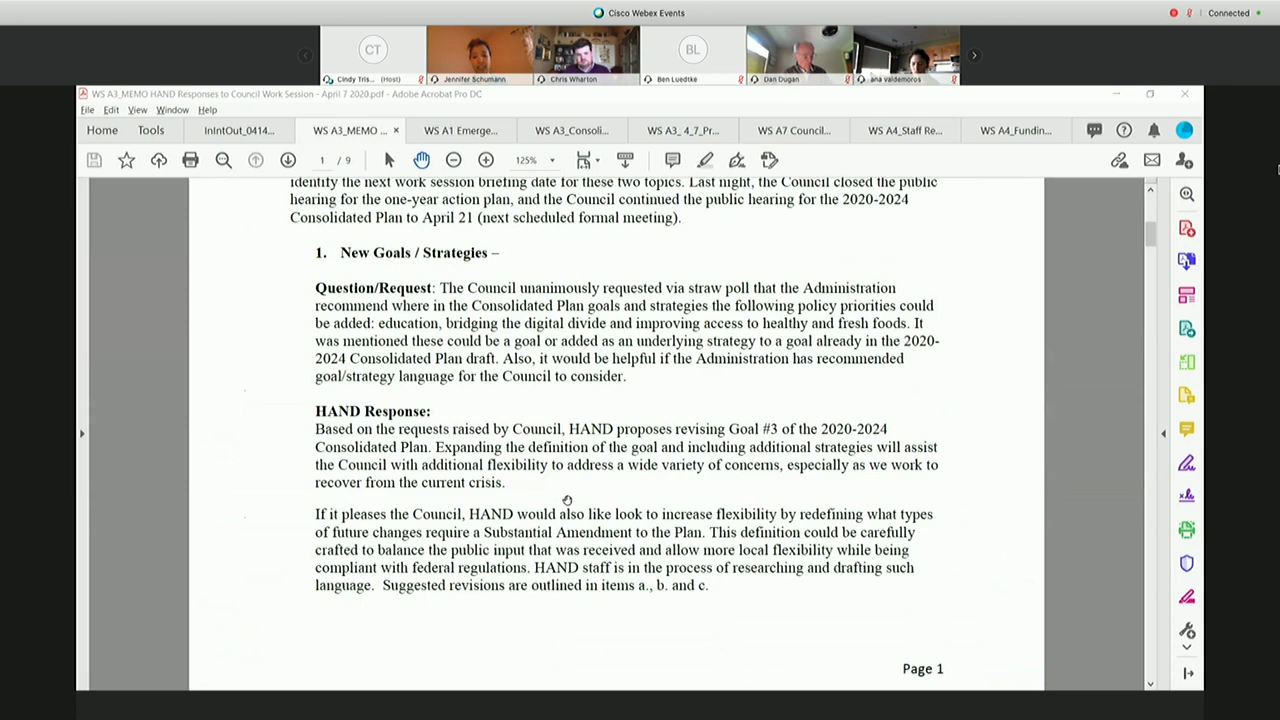 Cisco Webex Events
Connected
CT
BL
Cindy Tris... (Host)
Jennifer Schumann
Chris Wharton
Ben Luedtke
Dan Dugan
ana valdemoros
WS A3_MEMO HAND Responses to Council Work Session - April 7 2020.pdf - Adobe Acrobat Pro DC
File Edit View Window Help
Home Tools InIntOut_0414... WS A3_MEMO ... × WS A1 Emerge... WS A3_Consoli... WS A3_ 4_7_Pr... WS A7 Council... WS A4_Staff Re... WS A4_Fundin...
1 / 9 125%
identify the next work session briefing date for these two topics. Last night, the Council closed the public
hearing for the one-year action plan, and the Council continued the public hearing for the 2020-2024
Consolidated Plan to April 21 (next scheduled formal meeting).
1. New Goals / Strategies –
Question/Request: The Council unanimously requested via straw poll that the Administration
recommend where in the Consolidated Plan goals and strategies the following policy priorities could
be added: education, bridging the digital divide and improving access to healthy and fresh foods. It
was mentioned these could be a goal or added as an underlying strategy to a goal already in the 2020-
2024 Consolidated Plan draft. Also, it would be helpful if the Administration has recommended
goal/strategy language for the Council to consider.
HAND Response:
Based on the requests raised by Council, HAND proposes revising Goal #3 of the 2020-2024
Consolidated Plan. Expanding the definition of the goal and including additional strategies will assist
the Council with additional flexibility to address a wide variety of concerns, especially as we work to
recover from the current crisis.
If it pleases the Council, HAND would also like look to increase flexibility by redefining what types
of future changes require a Substantial Amendment to the Plan. This definition could be carefully
crafted to balance the public input that was received and allow more local flexibility while being
compliant with federal regulations. HAND staff is in the process of researching and drafting such
language. Suggested revisions are outlined in items a., b. and c.
Page 1